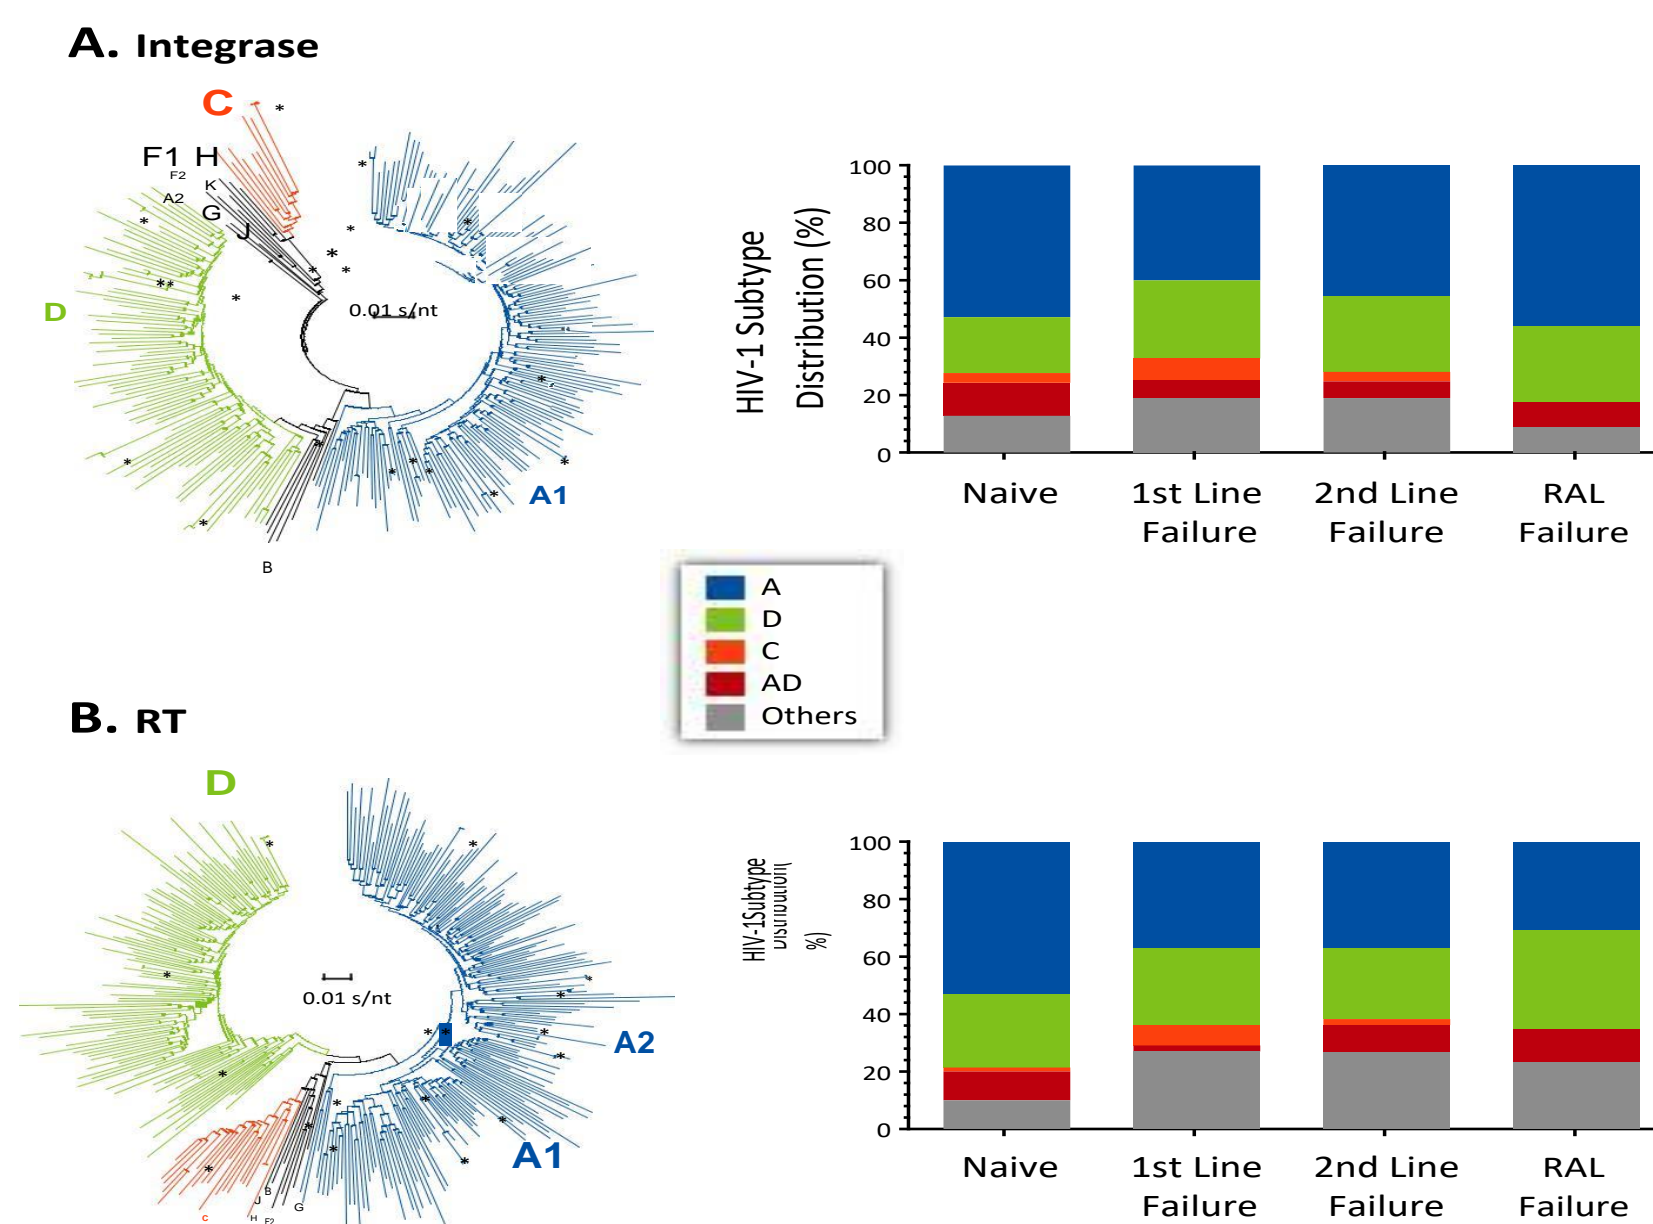 A. Integrase
C
*
F1 H
F2
K
A2
G
J
D
0.01 s/nt
A1
B
HIV-1 Subtype
Distribution (%)
100
80
60
40
20
0
Naive
1st Line
Failure
2nd Line
Failure
RAL
Failure
A
D
C
AD
Others
B. RT
D
0.01 s/nt
A2
A1
B
J
G
C
H
F2
HIV-1Subtype
Distribution(
%)
100
80
60
40
20
0
Naive
1st Line
Failure
2nd Line
Failure
RAL
Failure